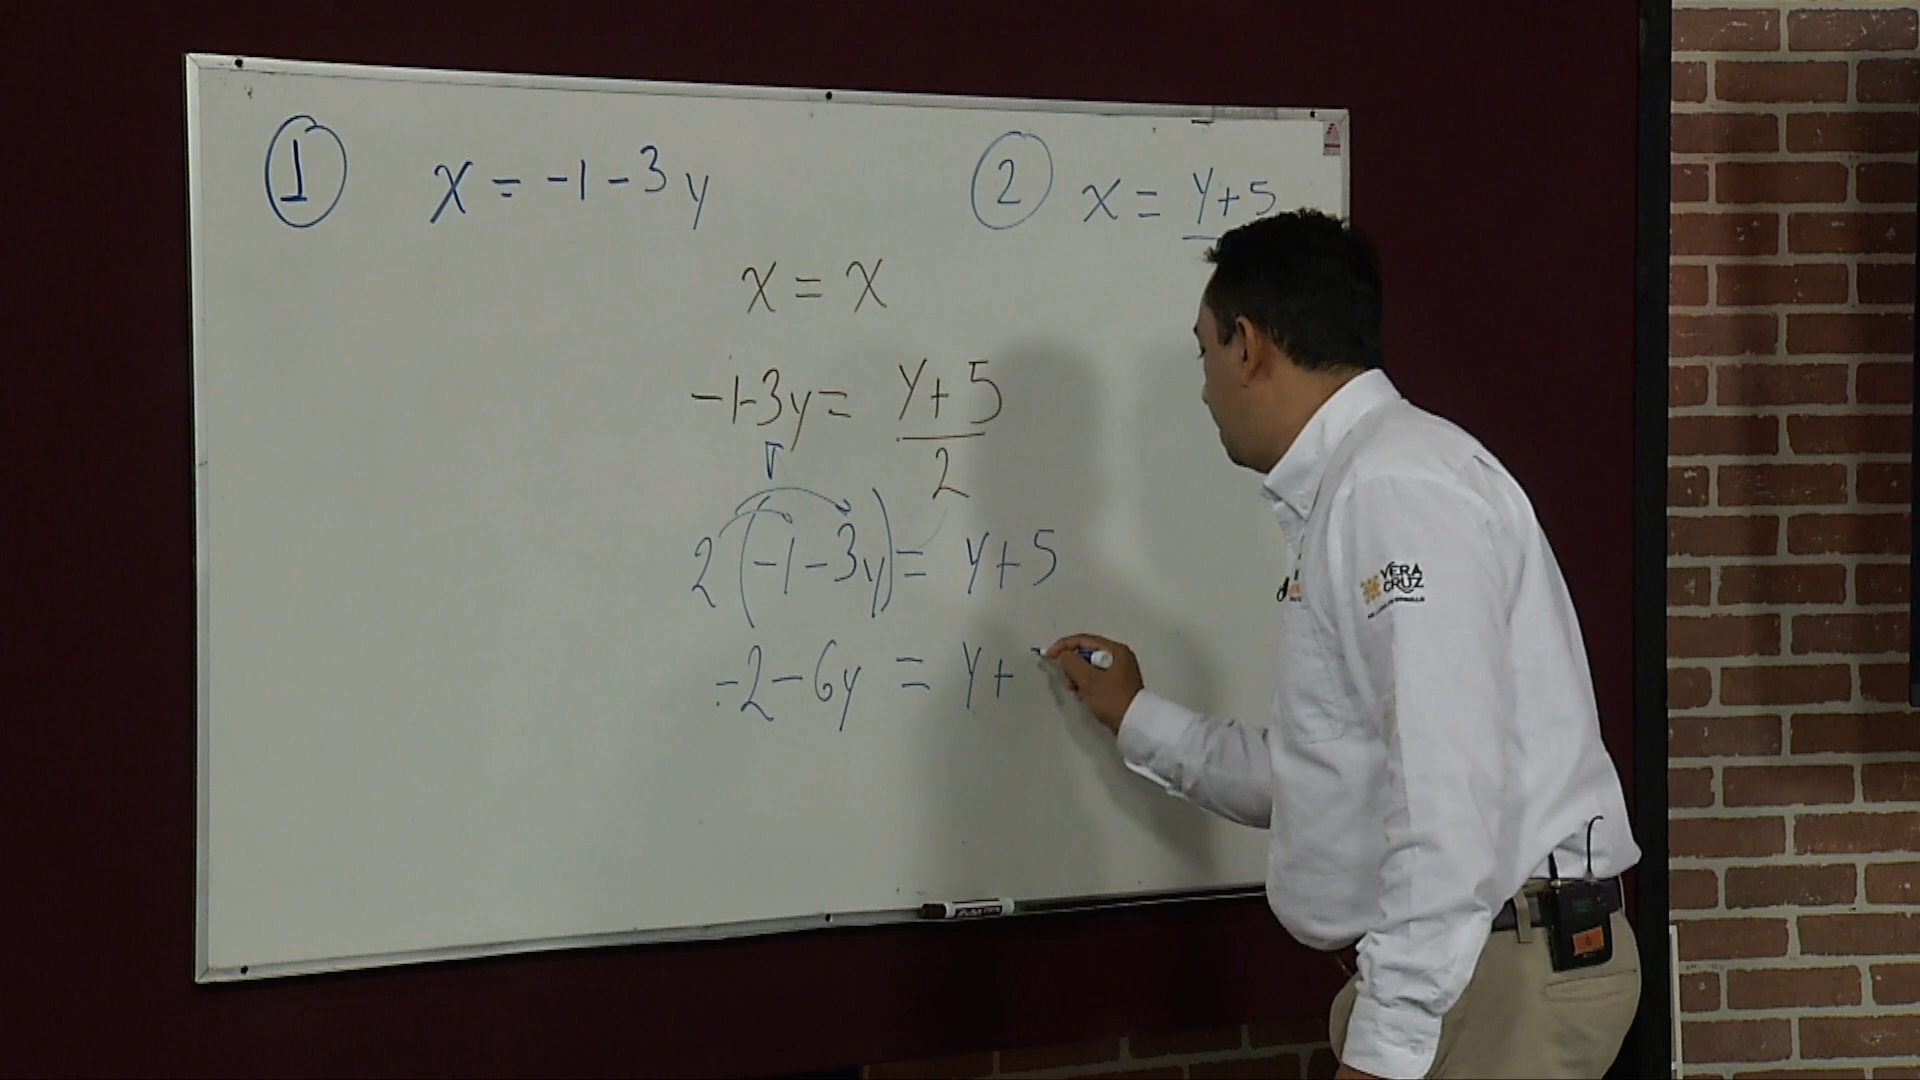 ① x = -1-3y
② x = y+5
x = x
-1-3y = y+5
2
2(-1-3y) = y+5
-2-6y = y+
VERA
CRUZ